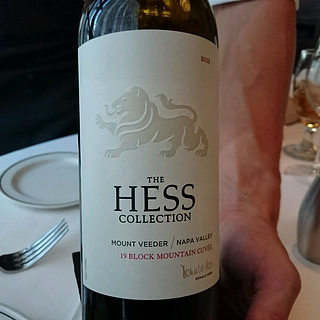 THE
HESS
COLLECTION
MOUNT VEEDER / NAPA VALLEY
19 BLOCK MOUNTAIN CUVÉE